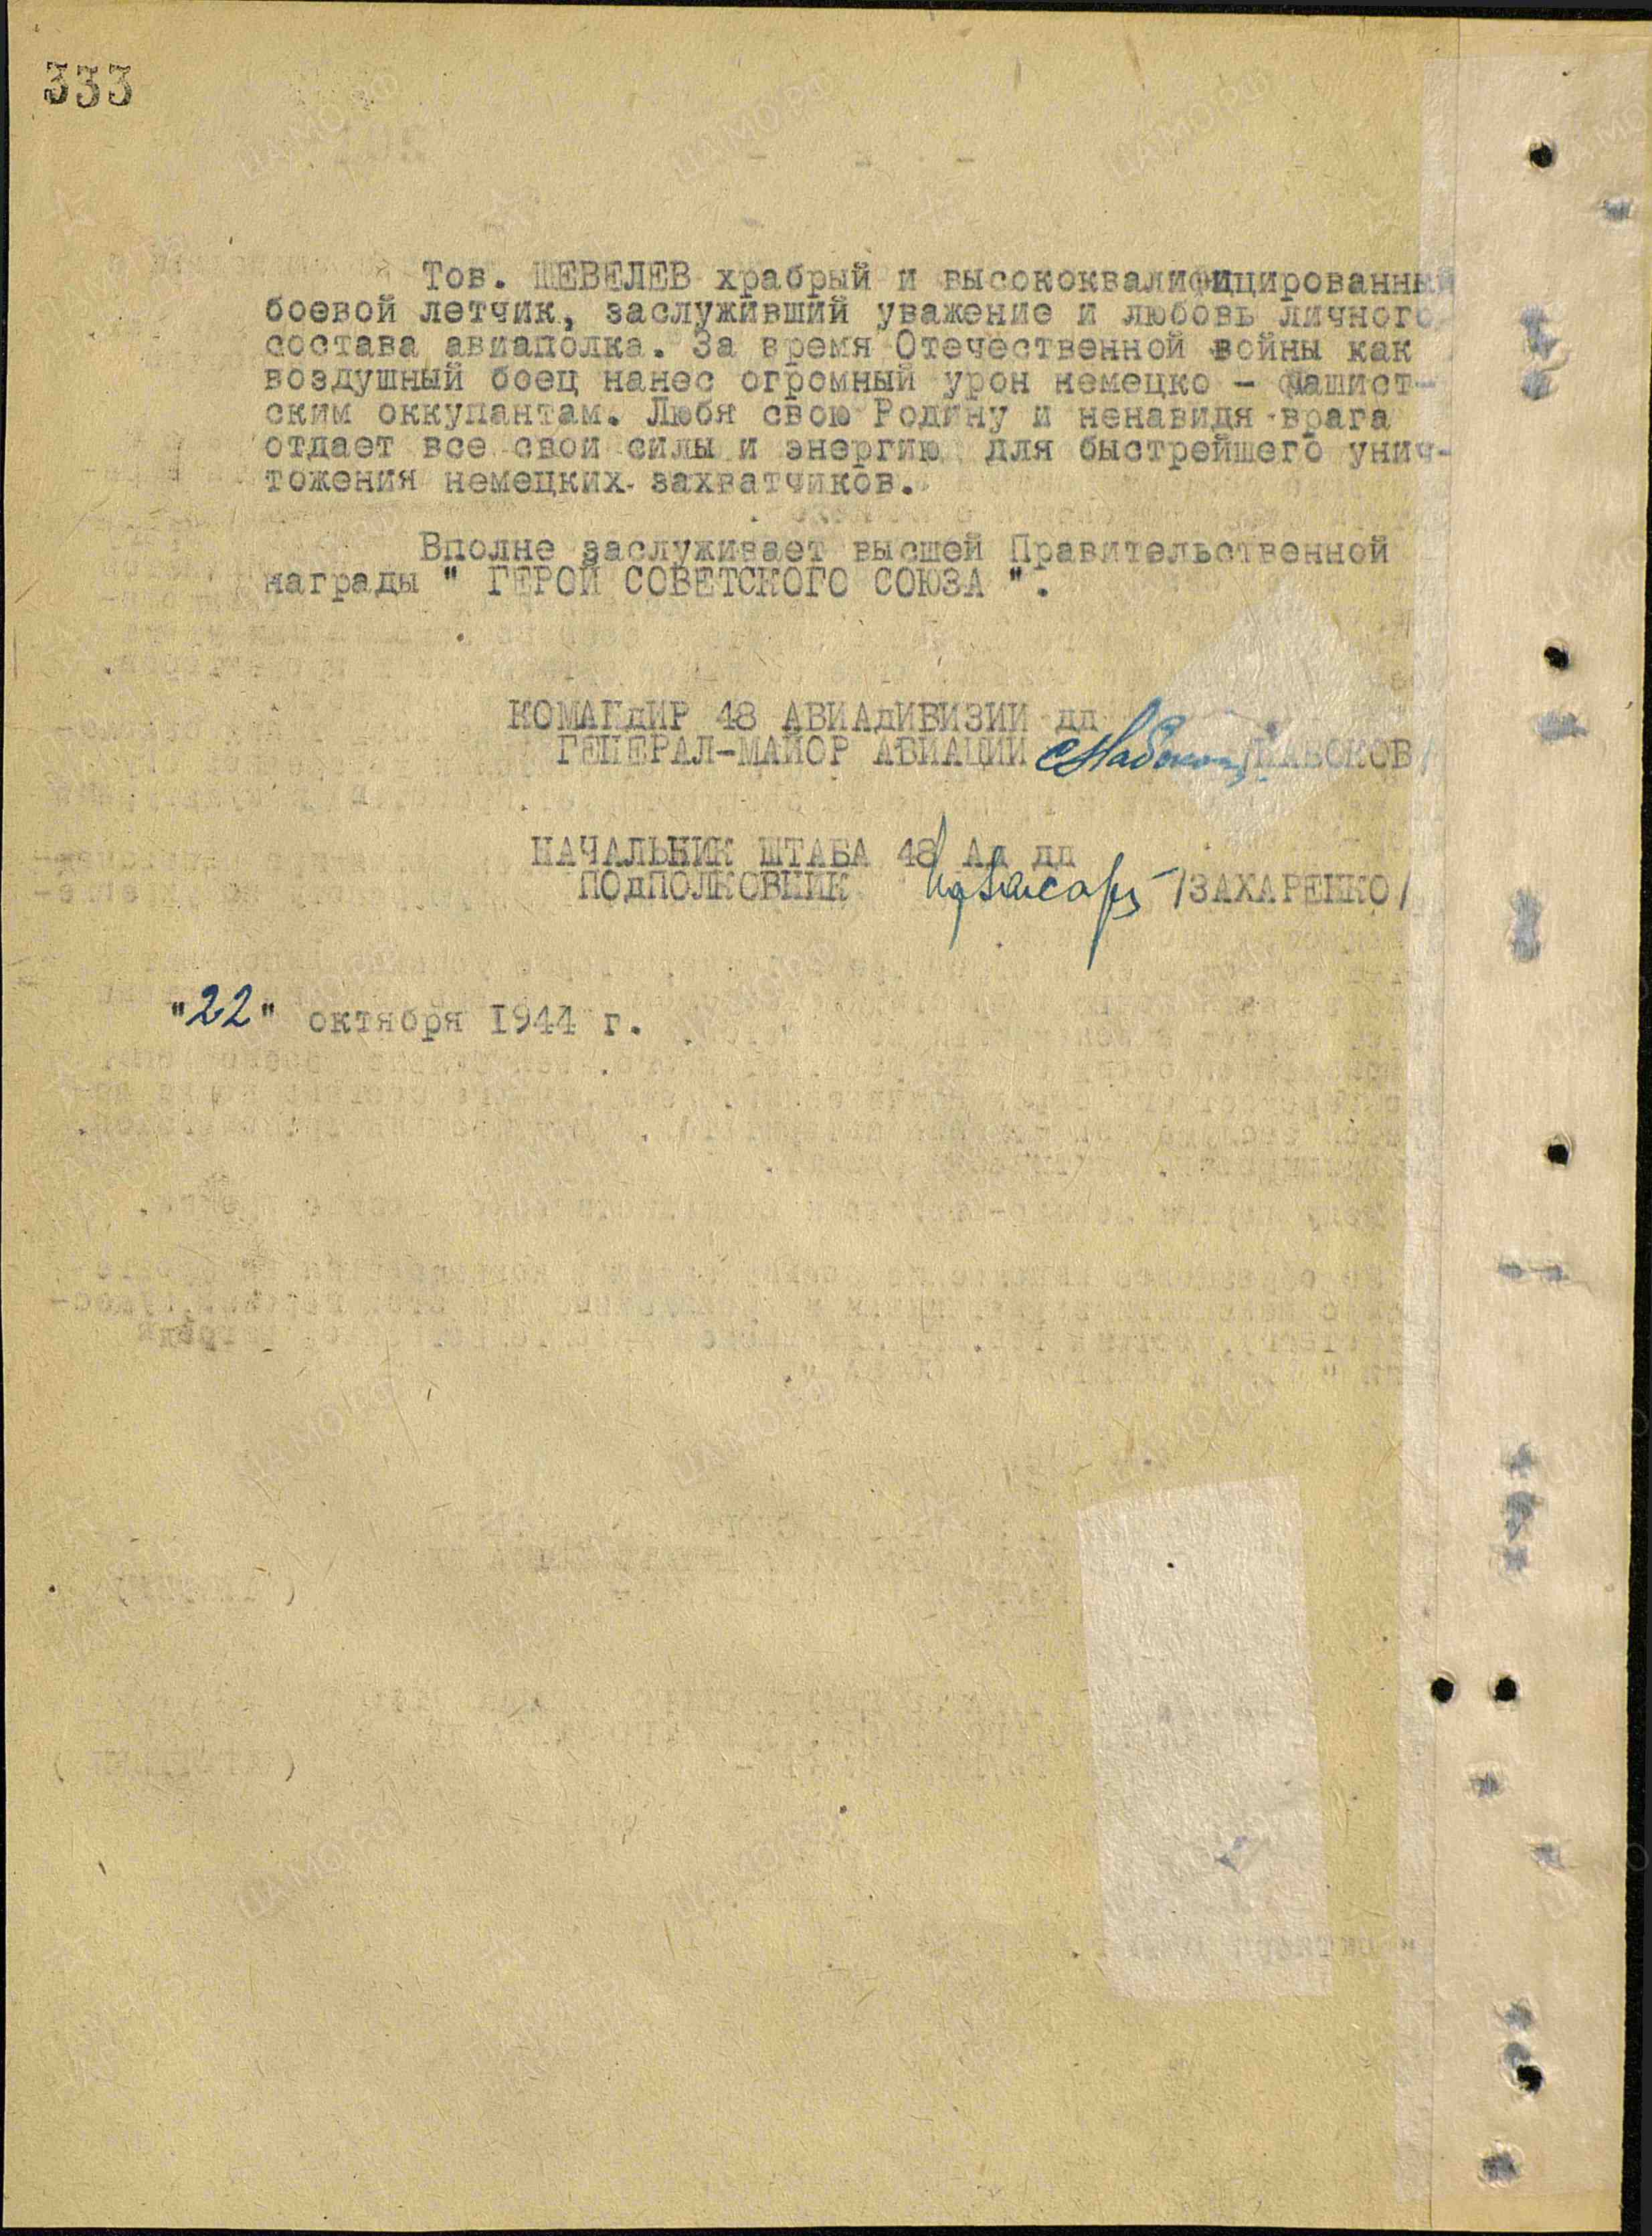 333
Тов. ШЕВЕЛЕВ храбрый и высококвалифицированный
боевой летчик, заслуживший уважение и любовь личного
состава авиаполка. За время Отечественной войны как
воздушный боец нанес огромный урон немецко - фашист-
ским оккупантам. Любя свою Родину и ненавидя врага
отдает все свои силы и энергию для быстрейшего унич-
тожения немецких захватчиков.
Вполне заслуживает высшей Правительственной
награды " ГЕРОЙ СОВЕТСКОГО СОЮЗА ".
КОМАНдИР 48 АВИАдИВИЗИИ дд
ГЕНЕРАЛ-МАЙОР АВИАЦИИ /НАБОКОВ/
НАЧАЛЬНИК ШТАБА 48 Ад дд
ПОдПОЛКОВНИК /ЗАХАРЕНКО/
"22" октября 1944 г.